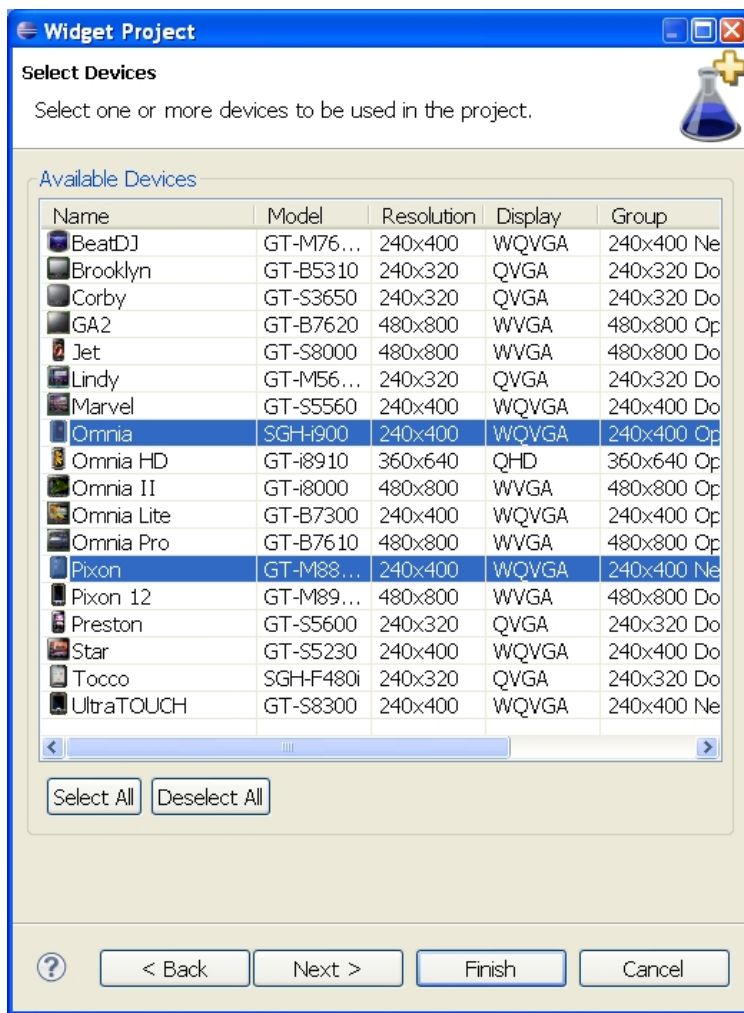 Widget Project
Select Devices
Select one or more devices to be used in the project.
Available Devices
Name Model Resolution Display Group
BeatDJ GT-M76... 240x400 WQVGA 240x400 Ne
Brooklyn GT-B5310 240x320 QVGA 240x320 Do
Corby GT-S3650 240x320 QVGA 240x320 Do
GA2 GT-B7620 480x800 WVGA 480x800 Op
Jet GT-S8000 480x800 WVGA 480x800 Do
Lindy GT-M56... 240x320 QVGA 240x320 Do
Marvel GT-S5560 240x400 WQVGA 240x400 Do
Omnia SGH-i900 240x400 WQVGA 240x400 Op
Omnia HD GT-i8910 360x640 QHD 360x640 Op
Omnia II GT-i8000 480x800 WVGA 480x800 Op
Omnia Lite GT-B7300 240x400 WQVGA 240x400 Op
Omnia Pro GT-B7610 480x800 WVGA 480x800 Op
Pixon GT-M88... 240x400 WQVGA 240x400 Ne
Pixon 12 GT-M89... 480x800 WVGA 480x800 Do
Preston GT-S5600 240x320 QVGA 240x320 Do
Star GT-S5230 240x400 WQVGA 240x400 Do
Tocco SGH-F480i 240x320 QVGA 240x320 Do
UltraTOUCH GT-S8300 240x400 WQVGA 240x400 Ne
Select All Deselect All
? < Back Next > Finish Cancel